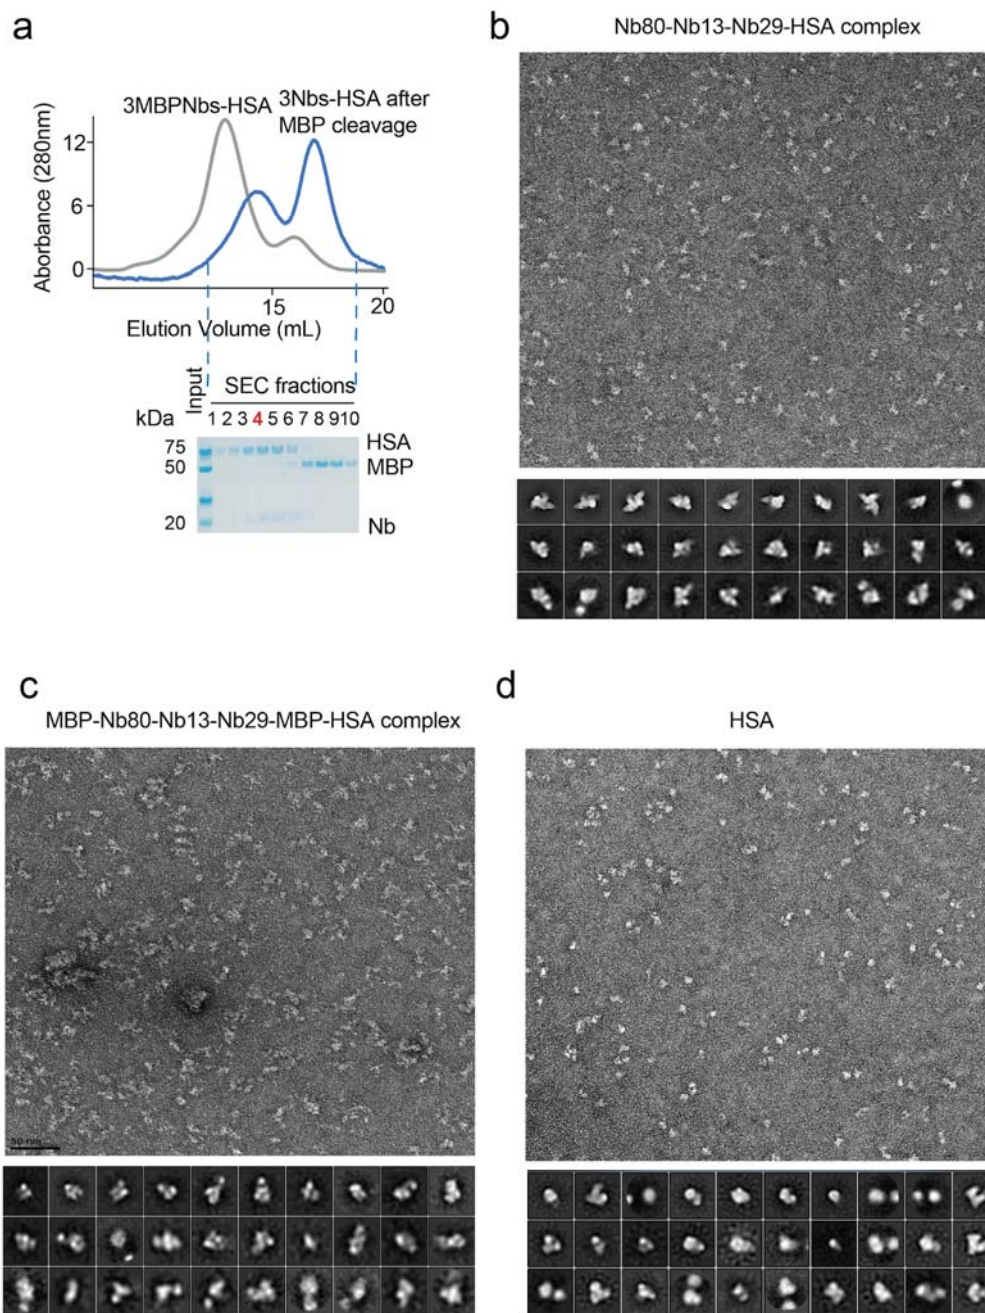 a
3MBPNbs-HSA
3Nbs-HSA after
MBP cleavage
Aborbance (280nm)
12
6
0
15
20
Elution Volume (mL)
Input
SEC fractions
kDa
1 2 3 4 5 6 7 8 9 10
75
50
20
HSA
MBP
Nb
b
Nb80-Nb13-Nb29-HSA complex
c
MBP-Nb80-Nb13-Nb29-MBP-HSA complex
50 nm
d
HSA